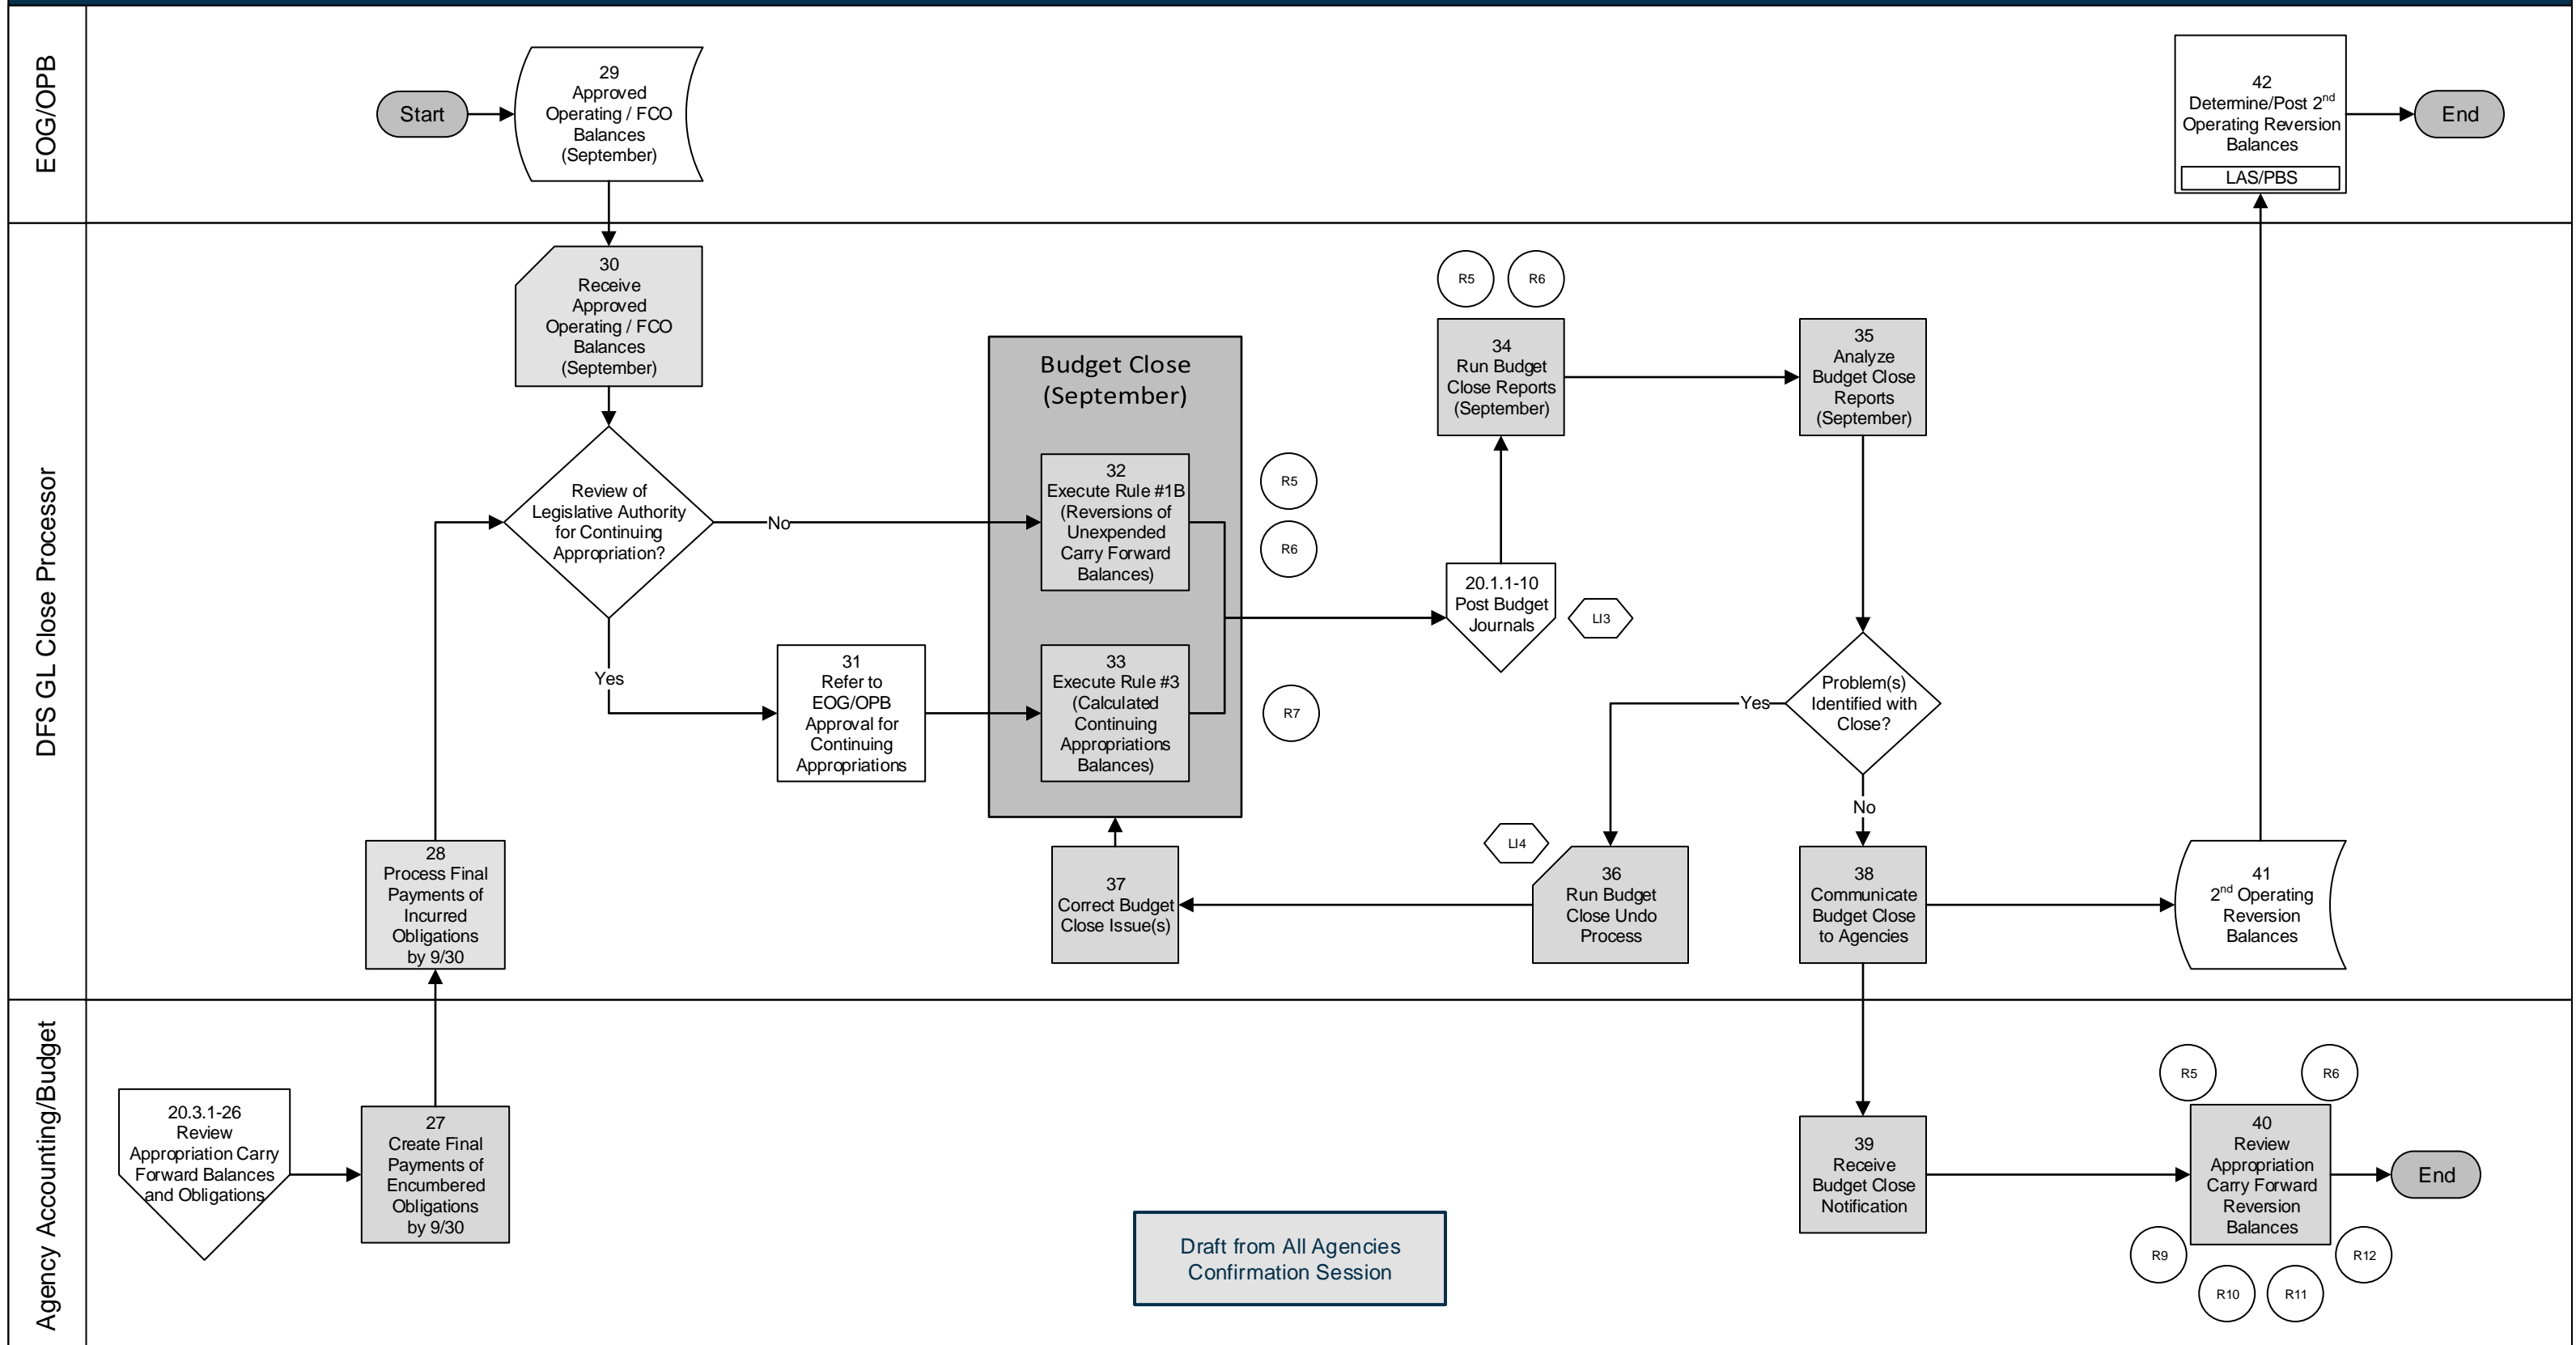 EOG/OPB
Start
29
Approved
Operating / FCO
Balances
(September)
42
Determine/Post 2nd
Operating Reversion
Balances
LAS/PBS
End
DFS GL Close Processor
30
Receive
Approved
Operating / FCO
Balances
(September)
Review of
Legislative Authority
for Continuing
Appropriation?
No
Yes
31
Refer to
EOG/OPB
Approval for
Continuing
Appropriations
Budget Close
(September)
32
Execute Rule #1B
(Reversions of
Unexpended
Carry Forward
Balances)
R5
R6
33
Execute Rule #3
(Calculated
Continuing
Appropriations
Balances)
R7
20.1.1-10
Post Budget
Journals
LI3
R5
R6
34
Run Budget
Close Reports
(September)
35
Analyze
Budget Close
Reports
(September)
Problem(s)
Identified with
Close?
Yes
No
LI4
36
Run Budget
Close Undo
Process
37
Correct Budget
Close Issue(s)
38
Communicate
Budget Close
to Agencies
41
2nd Operating
Reversion
Balances
28
Process Final
Payments of
Incurred
Obligations
by 9/30
Agency Accounting/Budget
20.3.1-26
Review
Appropriation Carry
Forward Balances
and Obligations
27
Create Final
Payments of
Encumbered
Obligations
by 9/30
Draft from All Agencies
Confirmation Session
39
Receive
Budget Close
Notification
R5
R6
40
Review
Appropriation
Carry Forward
Reversion
Balances
End
R9
R10
R11
R12